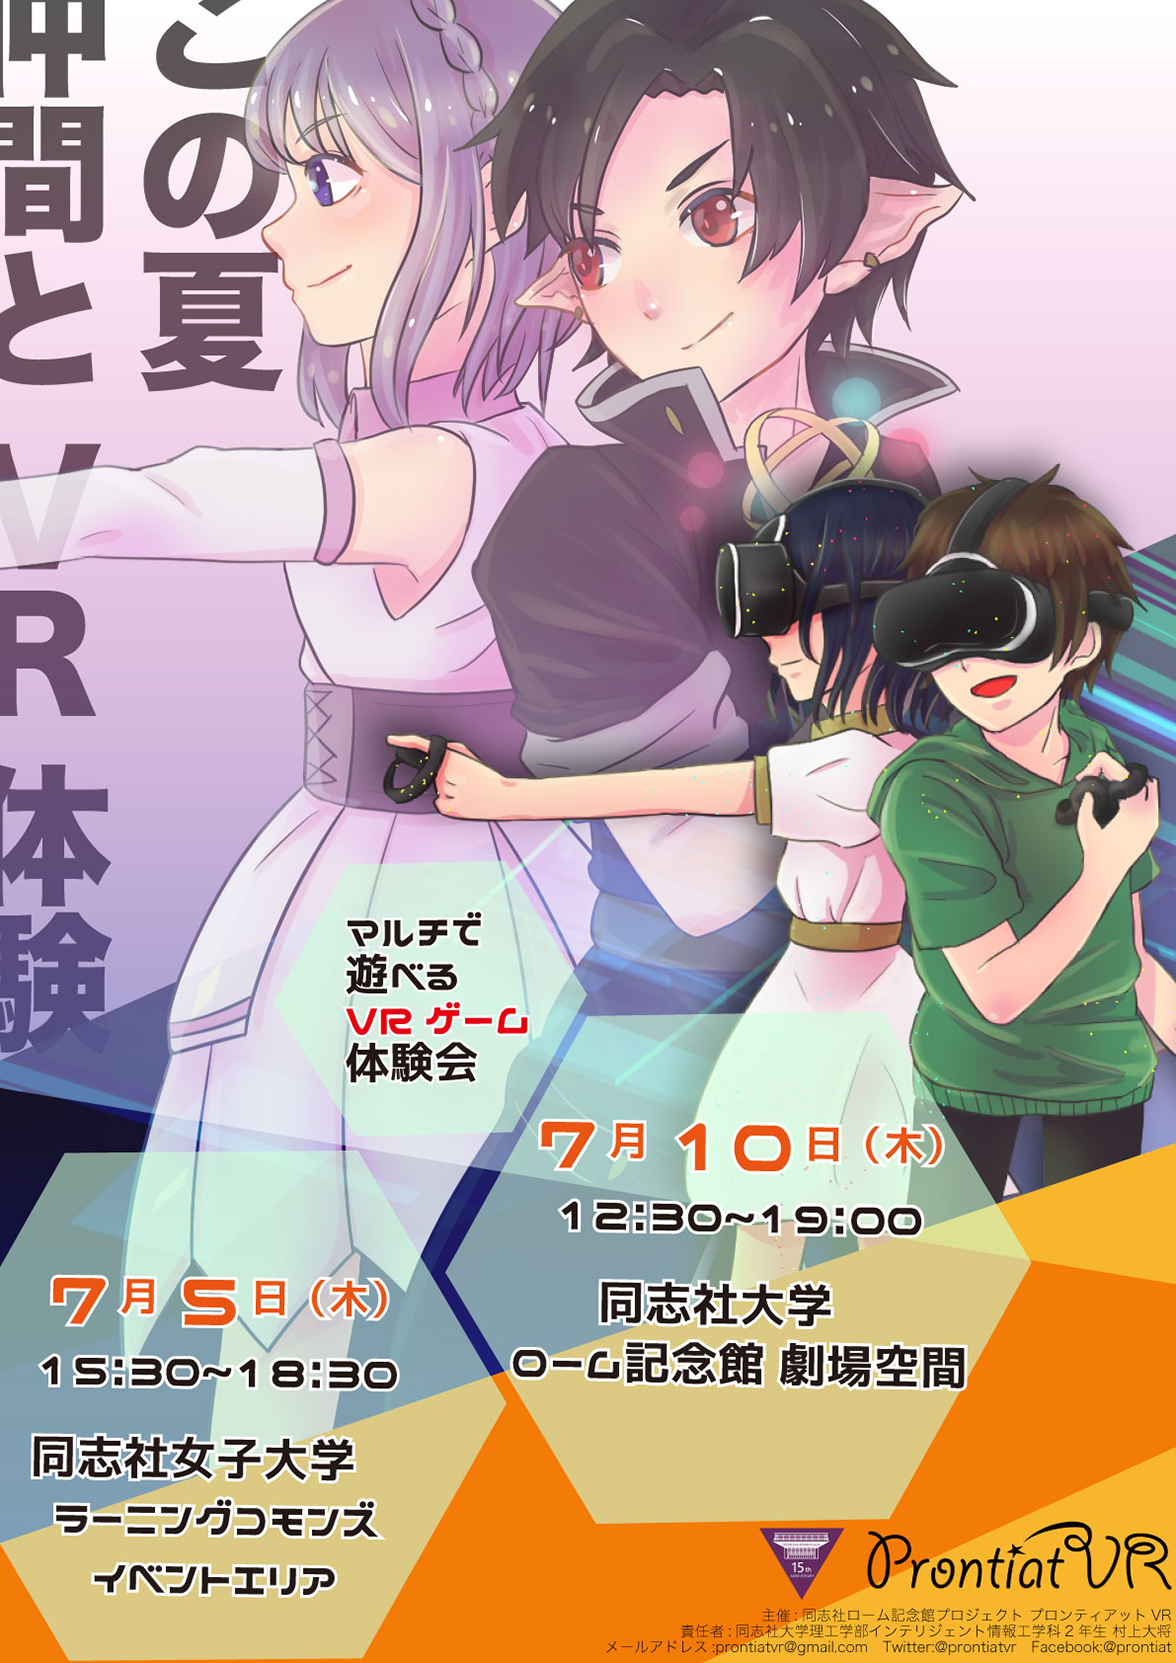 この夏
仲間と VR 体験
マルチで
遊べる
VR ゲーム
体験会
7月10日（木）
12:30~19:00
同志社大学
ローム記念館 劇場空間
7月5日（木）
15:30~18:30
同志社女子大学
ラーニングコモンズ
イベントエリア
15th
ANNIVERSARY
ProntiatVR
主催 : 同志社ローム記念館プロジェクト プロンティアット VR
責任者 : 同志社大学理工学部インテリジェント情報工学科 2 年生 村上大将
メールアドレス :prontiatvr@gmail.com Twitter:@prontiatvr Facebook:@prontiat